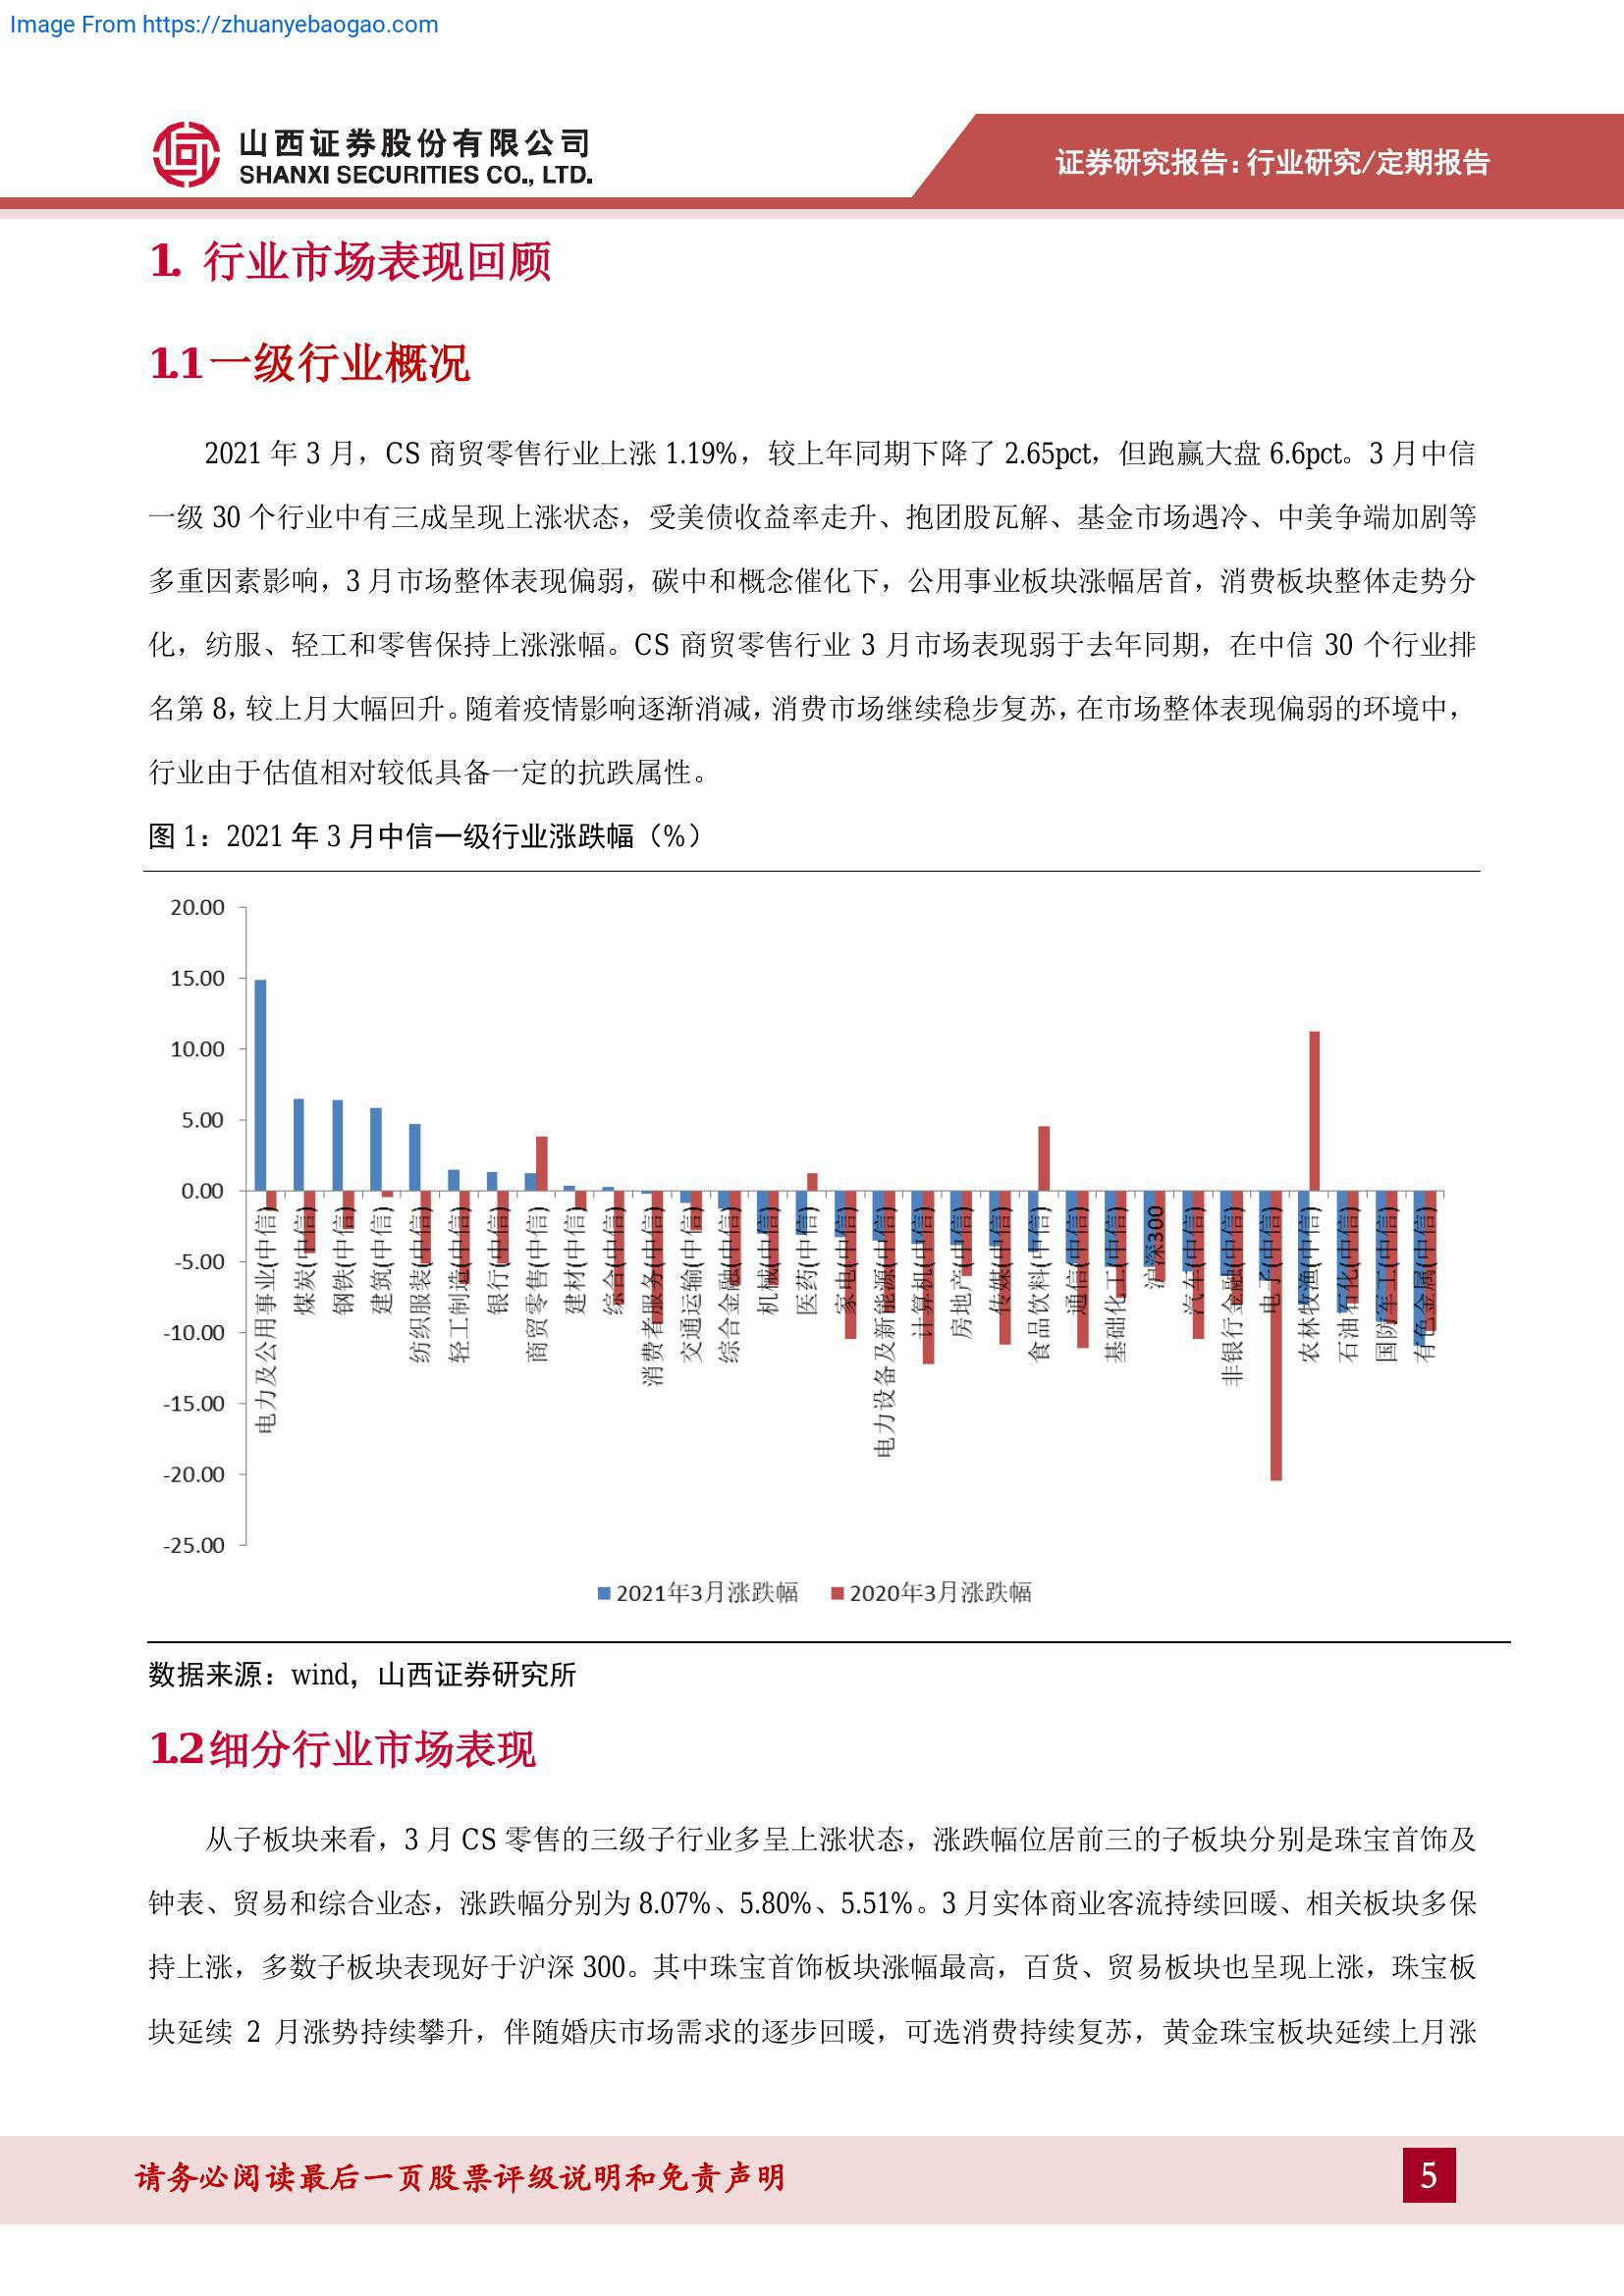 Image From https://zhuanyebaogao.com
山西证券股份有限公司
SHANXI SECURITIES CO., LTD.
证券研究报告：行业研究/定期报告
1. 行业市场表现回顾
1.1一级行业概况
2021 年 3 月，CS 商贸零售行业上涨 1.19%，较上年同期下降了 2.65pct，但跑赢大盘 6.6pct。3 月中信
一级 30 个行业中有三成呈现上涨状态，受美债收益率走升、抱团股瓦解、基金市场遇冷、中美争端加剧等
多重因素影响，3 月市场整体表现偏弱，碳中和概念催化下，公用事业板块涨幅居首，消费板块整体走势分
化，纺服、轻工和零售保持上涨涨幅。CS 商贸零售行业 3 月市场表现弱于去年同期，在中信 30 个行业排
名第 8，较上月大幅回升。随着疫情影响逐渐消减，消费市场继续稳步复苏，在市场整体表现偏弱的环境中，
行业由于估值相对较低具备一定的抗跌属性。
图 1：2021 年 3 月中信一级行业涨跌幅（%）
20.00
15.00
10.00
5.00
0.00
-5.00
-10.00
-15.00
-20.00
-25.00
电力及公用事业(中信)
煤炭(中信)
钢铁(中信)
建筑(中信)
纺织服装(中信)
轻工制造(中信)
银行(中信)
商贸零售(中信)
建材(中信)
综合(中信)
消费者服务(中信)
交通运输(中信)
综合金融(中信)
机械(中信)
医药(中信)
家电(中信)
电力设备及新能源(中信)
计算机(中信)
房地产(中信)
传媒(中信)
食品饮料(中信)
通信(中信)
基础化工(中信)
沪深300
汽车(中信)
非银行金融(中信)
电子(中信)
农林牧渔(中信)
石油石化(中信)
国防军工(中信)
有色金属(中信)
2021年3月涨跌幅
2020年3月涨跌幅
数据来源：wind，山西证券研究所
1.2细分行业市场表现
从子板块来看，3 月 CS 零售的三级子行业多呈上涨状态，涨跌幅位居前三的子板块分别是珠宝首饰及
钟表、贸易和综合业态，涨跌幅分别为 8.07%、5.80%、5.51%。3 月实体商业客流持续回暖、相关板块多保
持上涨，多数子板块表现好于沪深 300。其中珠宝首饰板块涨幅最高，百货、贸易板块也呈现上涨，珠宝板
块延续 2 月涨势持续攀升，伴随婚庆市场需求的逐步回暖，可选消费持续复苏，黄金珠宝板块延续上月涨
请务必阅读最后一页股票评级说明和免责声明
5